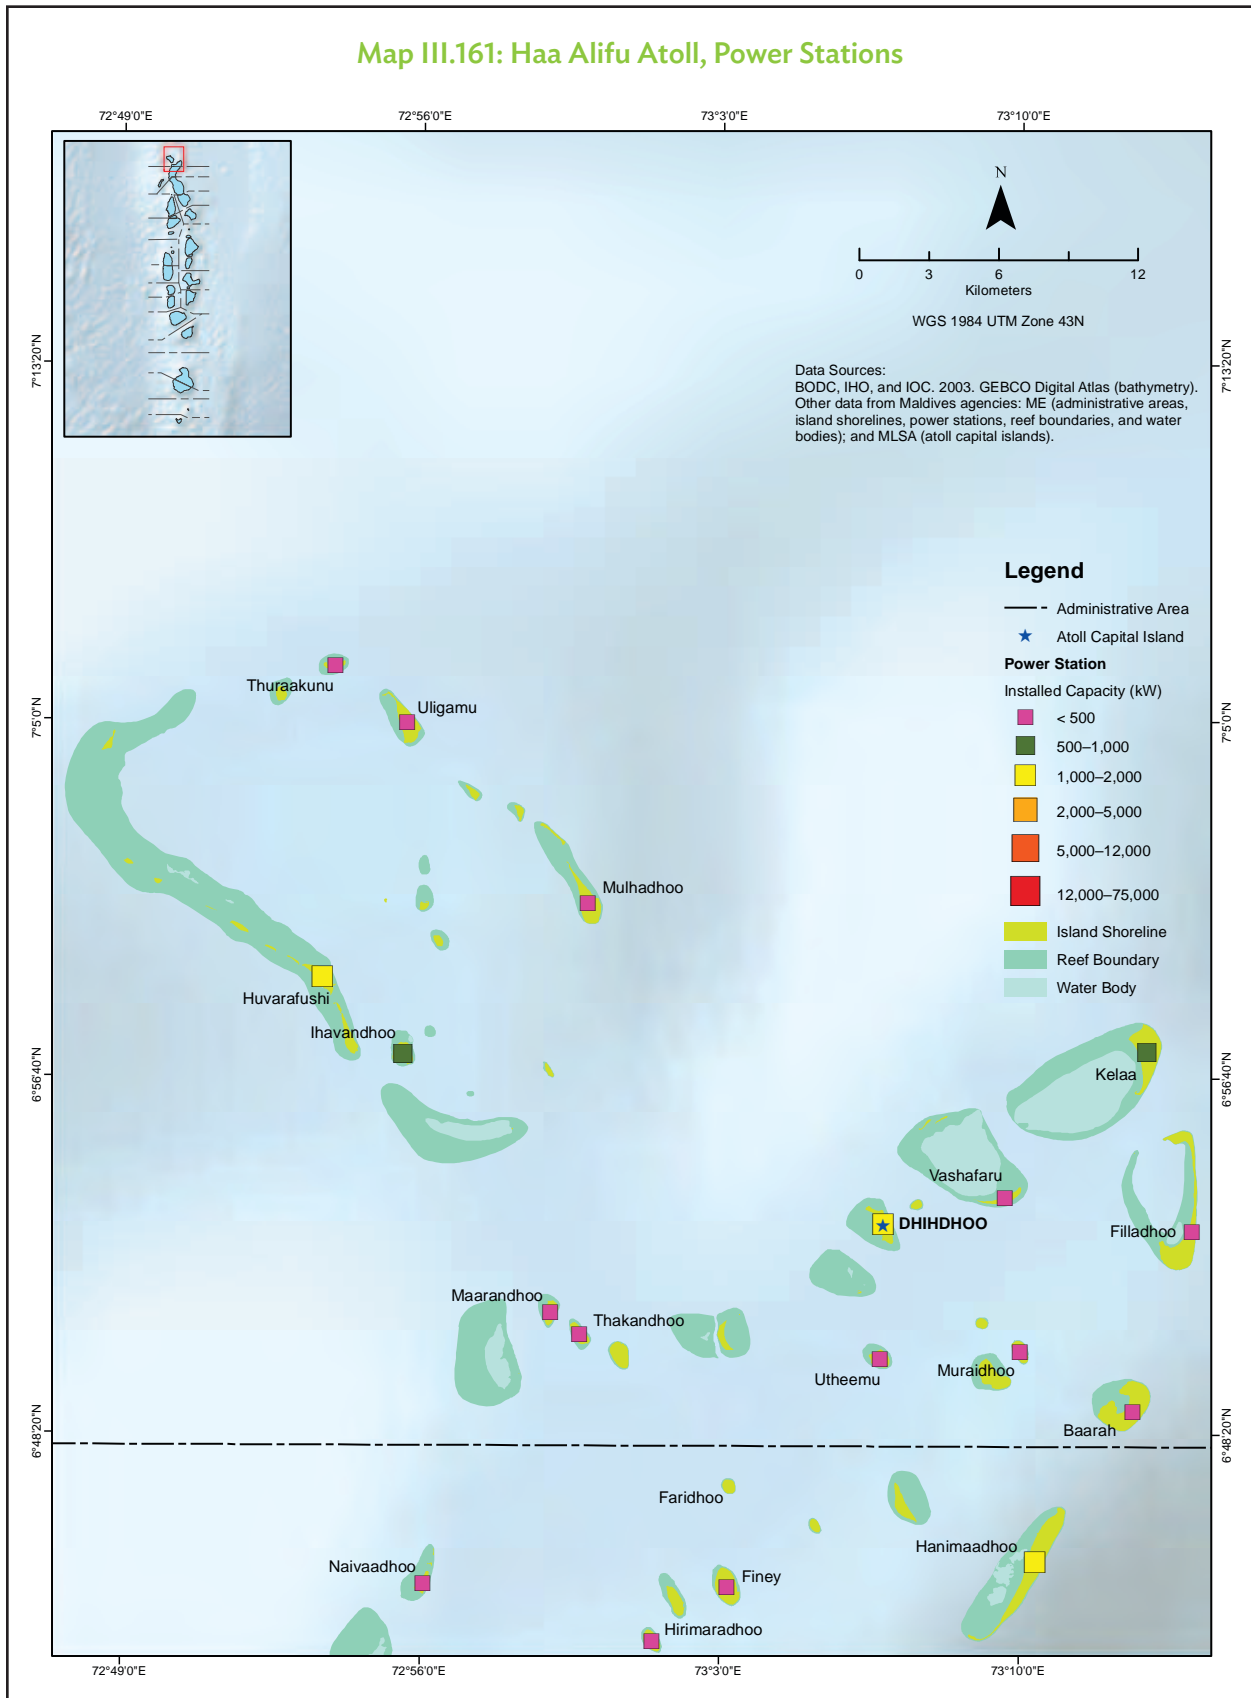 Map III.161: Haa Alifu Atoll, Power Stations
72°49'0"E
72°56'0"E
73°3'0"E
73°10'0"E
N
0
3
6
12
Kilometers
WGS 1984 UTM Zone 43N
7°13'20"N
7°13'20"N
Data Sources:
BODC, IHO, and IOC. 2003. GEBCO Digital Atlas (bathymetry).
Other data from Maldives agencies: ME (administrative areas,
island shorelines, power stations, reef boundaries, and water
bodies); and MLSA (atoll capital islands).
Legend
Administrative Area
Atoll Capital Island
Power Station
Installed Capacity (kW)
< 500
500–1,000
1,000–2,000
2,000–5,000
5,000–12,000
12,000–75,000
Island Shoreline
Reef Boundary
Water Body
Thuraakunu
Uligamu
7°5'0"N
7°5'0"N
Mulhadhoo
Huvarafushi
Ihavandhoo
Kelaa
6°56'40"N
6°56'40"N
Vashafaru
DHIHDHOO
Filladhoo
Maarandhoo
Thakandhoo
Utheemu
Muraidhoo
Baarah
6°48'20"N
6°48'20"N
Faridhoo
Hanimaadhoo
Naivaadhoo
Finey
Hirimaradhoo
72°49'0"E
72°56'0"E
73°3'0"E
73°10'0"E